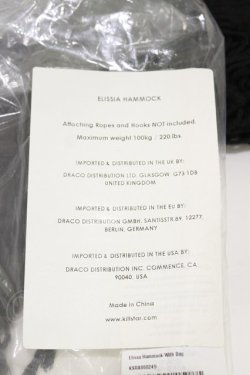 ELISSIA HAMMOCK
Attaching Ropes and Hooks NOT included.
Maximum weight 100kg / 220 lbs.
IMPORTED & DISTRIBUTED IN THE UK BY:
DRACO DISTRIBUTION LTD. GLASGOW. G73 1DB
UNITED KINGDOM
IMPORTED & DISTRIBUTED IN THE EU BY:
DRACO DISTRIBUTION GMBH. SANTISSTR.89, 12277,
BERLIN, GERMANY
IMPORTED & DISTRIBUTED IN THE USA BY:
DRACO DISTRIBUTION INC. COMMERCE, CA,
90040 USA
Made in China
www.killstar.com
Elissa Hammock With Bag